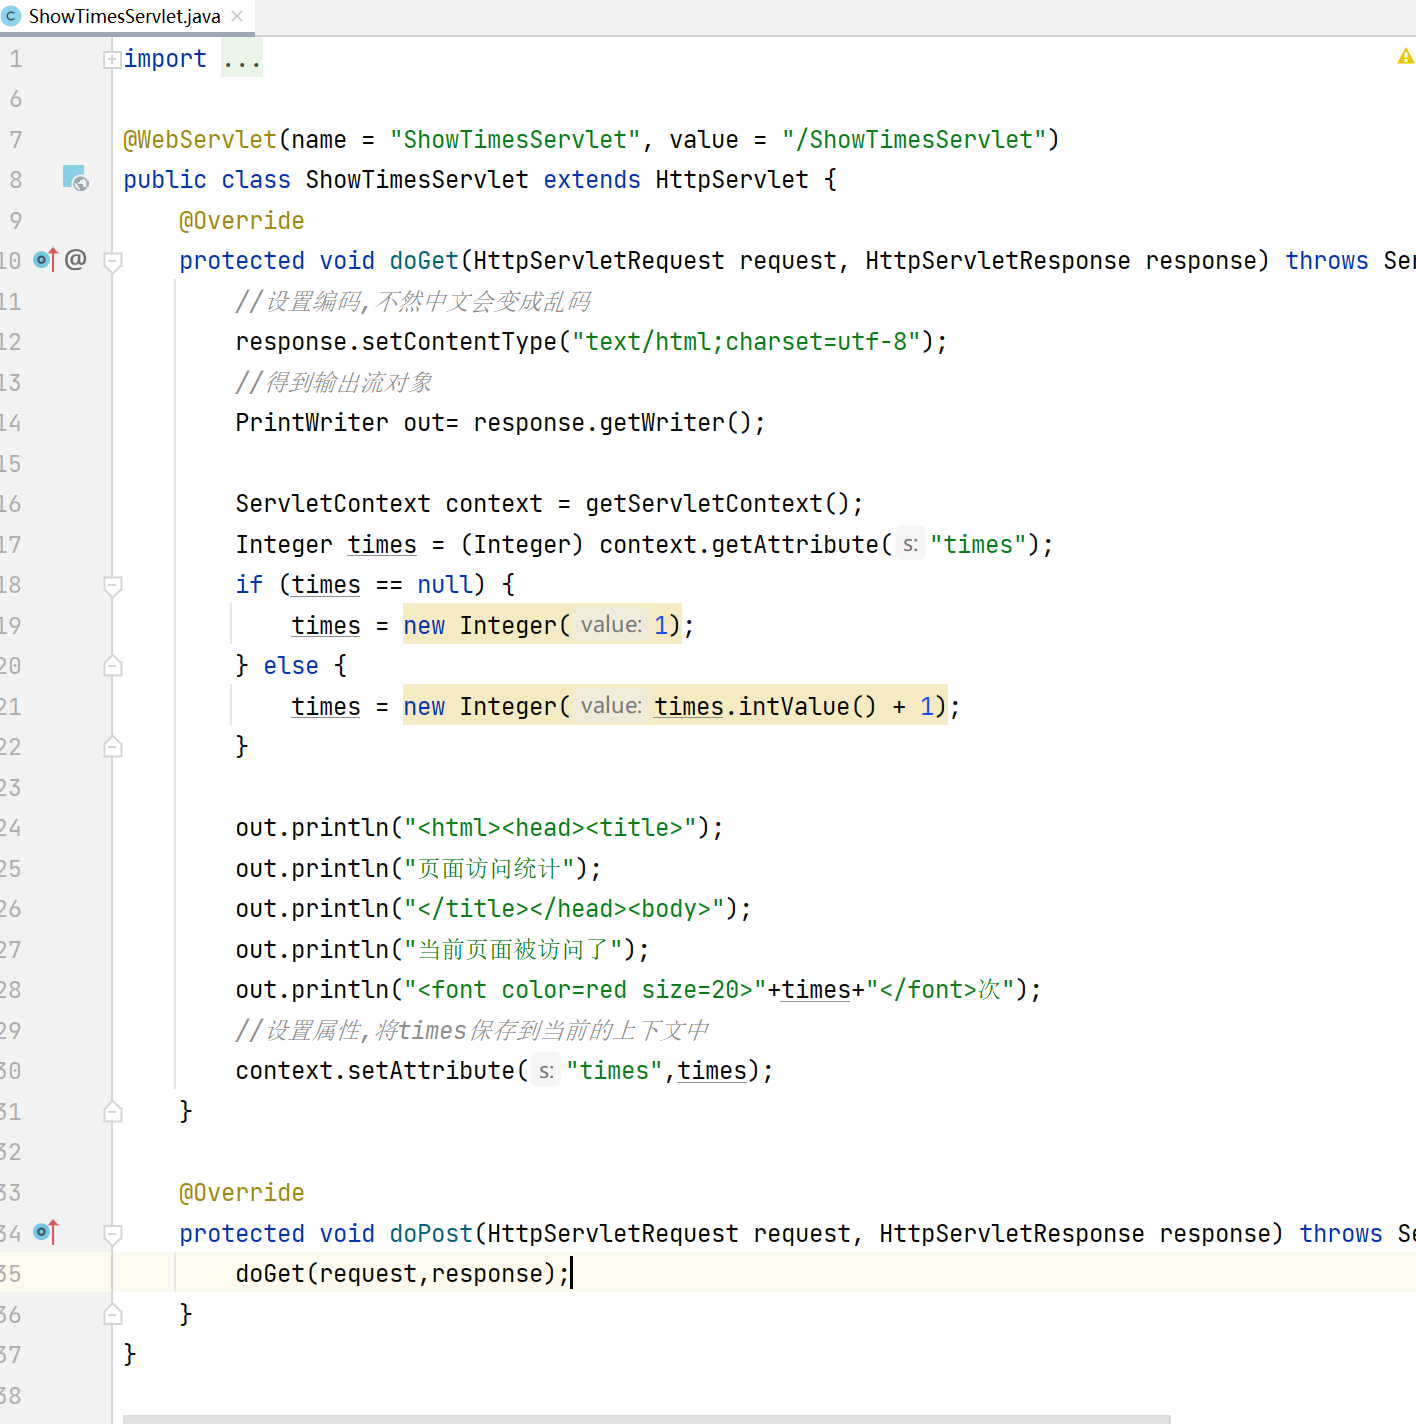 ShowTimesServlet.java
1 import ...
6
7 @WebServlet(name = "ShowTimesServlet", value = "/ShowTimesServlet")
8 public class ShowTimesServlet extends HttpServlet {
9 @Override
10 protected void doGet(HttpServletRequest request, HttpServletResponse response) throws Ser
11 //设置编码,不然中文会变成乱码
12 response.setContentType("text/html;charset=utf-8");
13 //得到输出流对象
14 PrintWriter out= response.getWriter();
15
16 ServletContext context = getServletContext();
17 Integer times = (Integer) context.getAttribute( s: "times");
18 if (times == null) {
19 times = new Integer( value: 1);
20 } else {
21 times = new Integer( value: times.intValue() + 1);
22 }
23
24 out.println("<html><head><title>");
25 out.println("页面访问统计");
26 out.println("</title></head><body>");
27 out.println("当前页面被访问了");
28 out.println("<font color=red size=20>"+times+"</font>次");
29 //设置属性,将times保存到当前的上下文中
30 context.setAttribute( s: "times",times);
31 }
32
33 @Override
34 protected void doPost(HttpServletRequest request, HttpServletResponse response) throws Se
35 doGet(request,response);
36 }
37 }
38